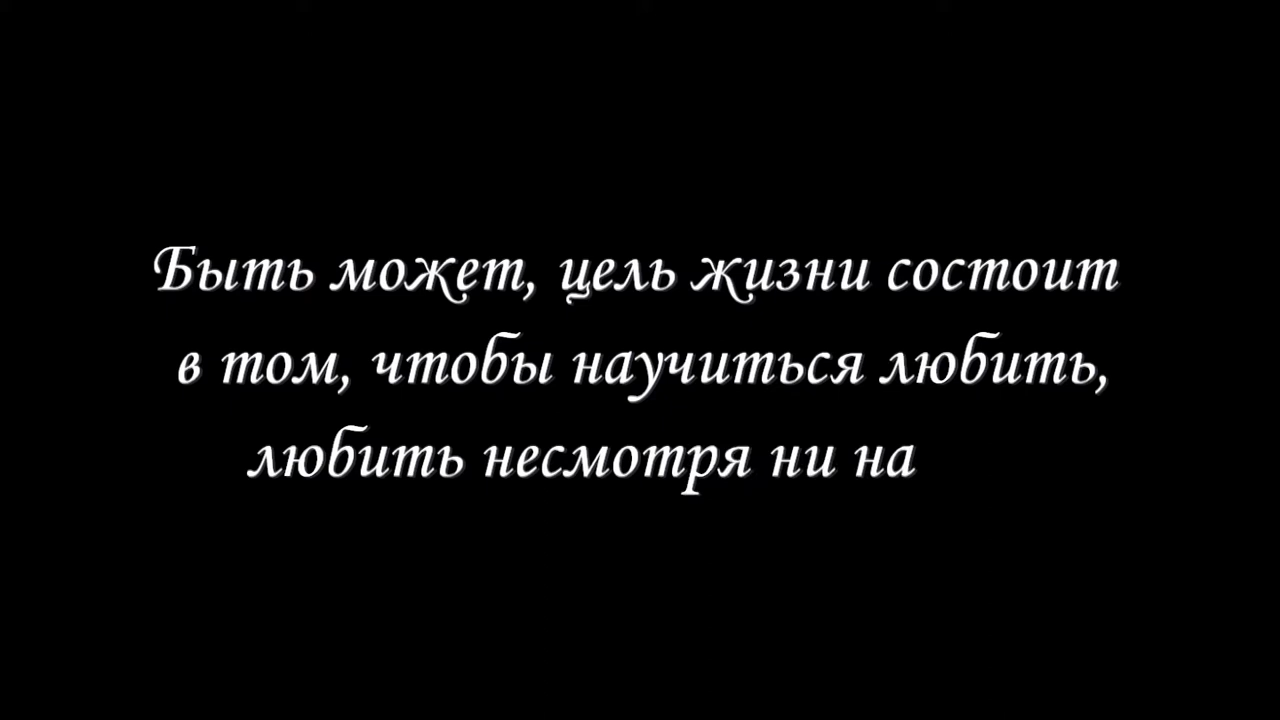 Быть может, цель жизни состоит
в том, чтобы научиться любить,
любить несмотря ни на